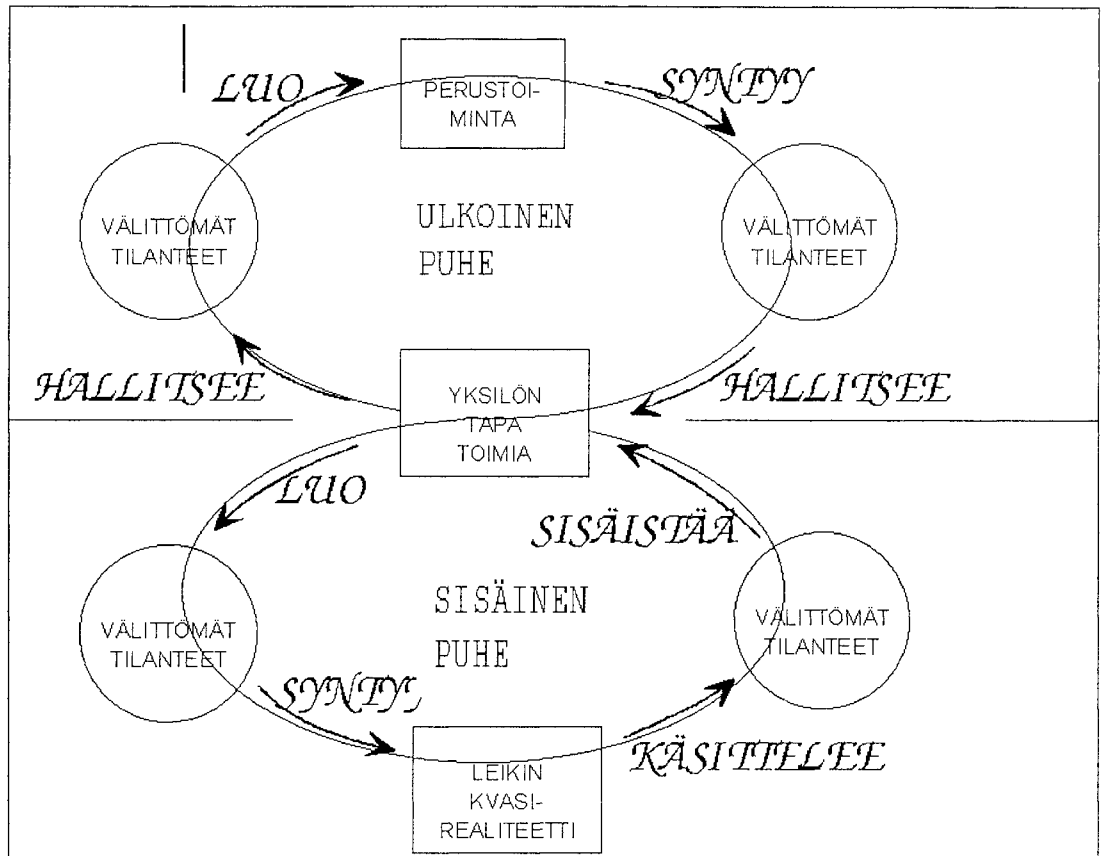 LUO
PERUSTOI-
MINTA
SYNTYY
VÄLITTÖMÄT
TILANTEET
ULKOINEN
PUHE
VÄLITTÖMÄT
TILANTEET
HALLITSEE
YKSILÖN
TAPA
TOIMIA
HALLITSEE
LUO
SISÄISTÄÄ
VÄLITTÖMÄT
TILANTEET
SISÄINEN
PUHE
VÄLITTÖMÄT
TILANTEET
SYNTYY
LEIKIN
KVASI-
REALITEETTI
KÄSITTELEE